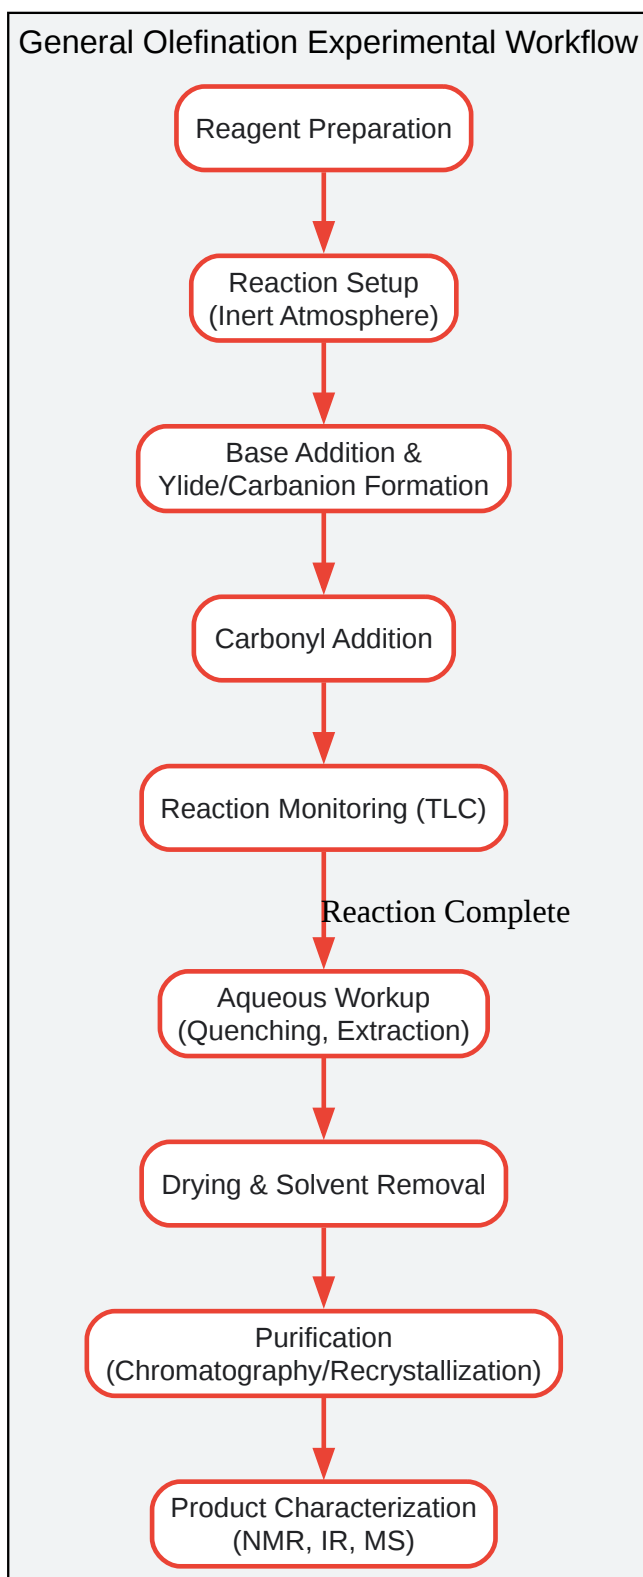 General Olefination Experimental Workflow
Reagent Preparation
Reaction Setup
(Inert Atmosphere)
Base Addition &
Ylide/Carbanion Formation
Carbonyl Addition
Reaction Monitoring (TLC)
Reaction Complete
Aqueous Workup
(Quenching, Extraction)
Drying & Solvent Removal
Purification
(Chromatography/Recrystallization)
Product Characterization
(NMR, IR, MS)